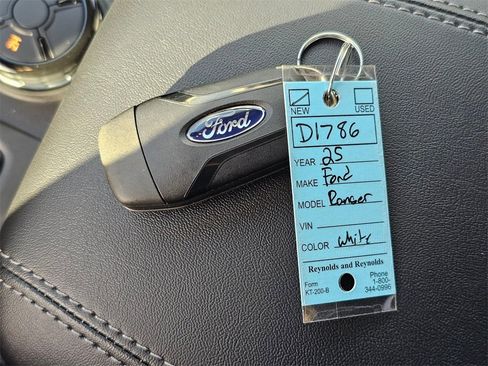 Ford
NEW USED
D1786
YEAR 25
MAKE Ford
MODEL Ranger
VIN
COLOR White
Reynolds and Reynolds
Form
KT-200-B
Phone
1-800-
344-0996